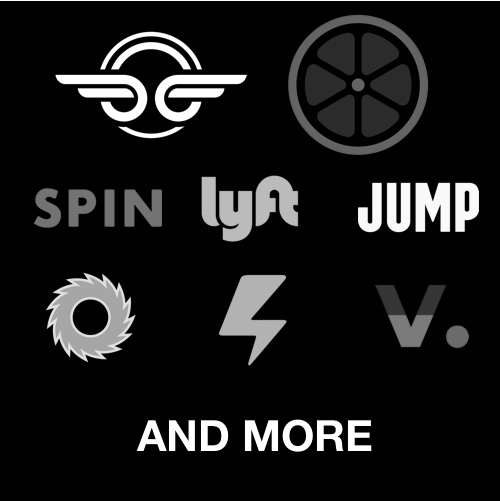 SPIN lyft JUMP
V.
AND MORE